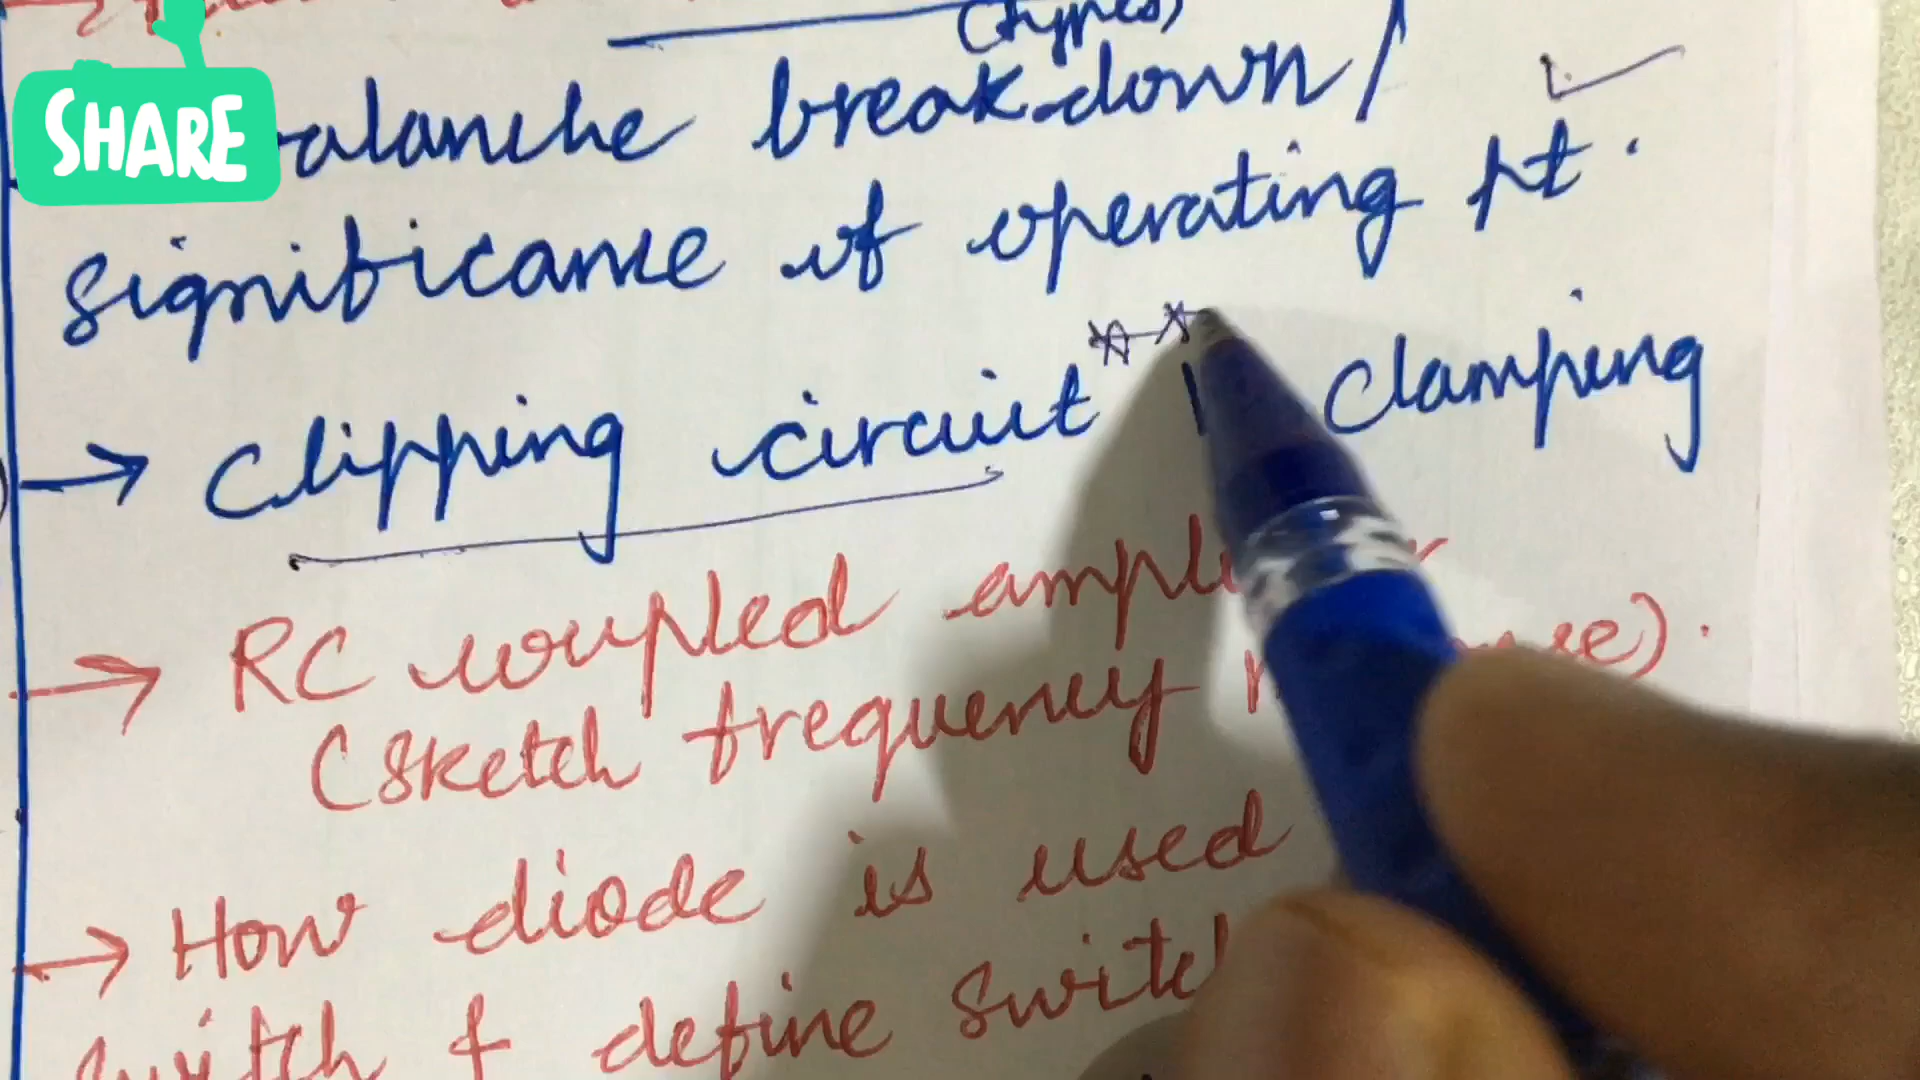 (types)
SHARE
avalanche breakdown /
significance of operating pt.
→ Clipping circuit / Clamping
→ RC coupled
(sketch frequency
→ How diode is used
switch & define